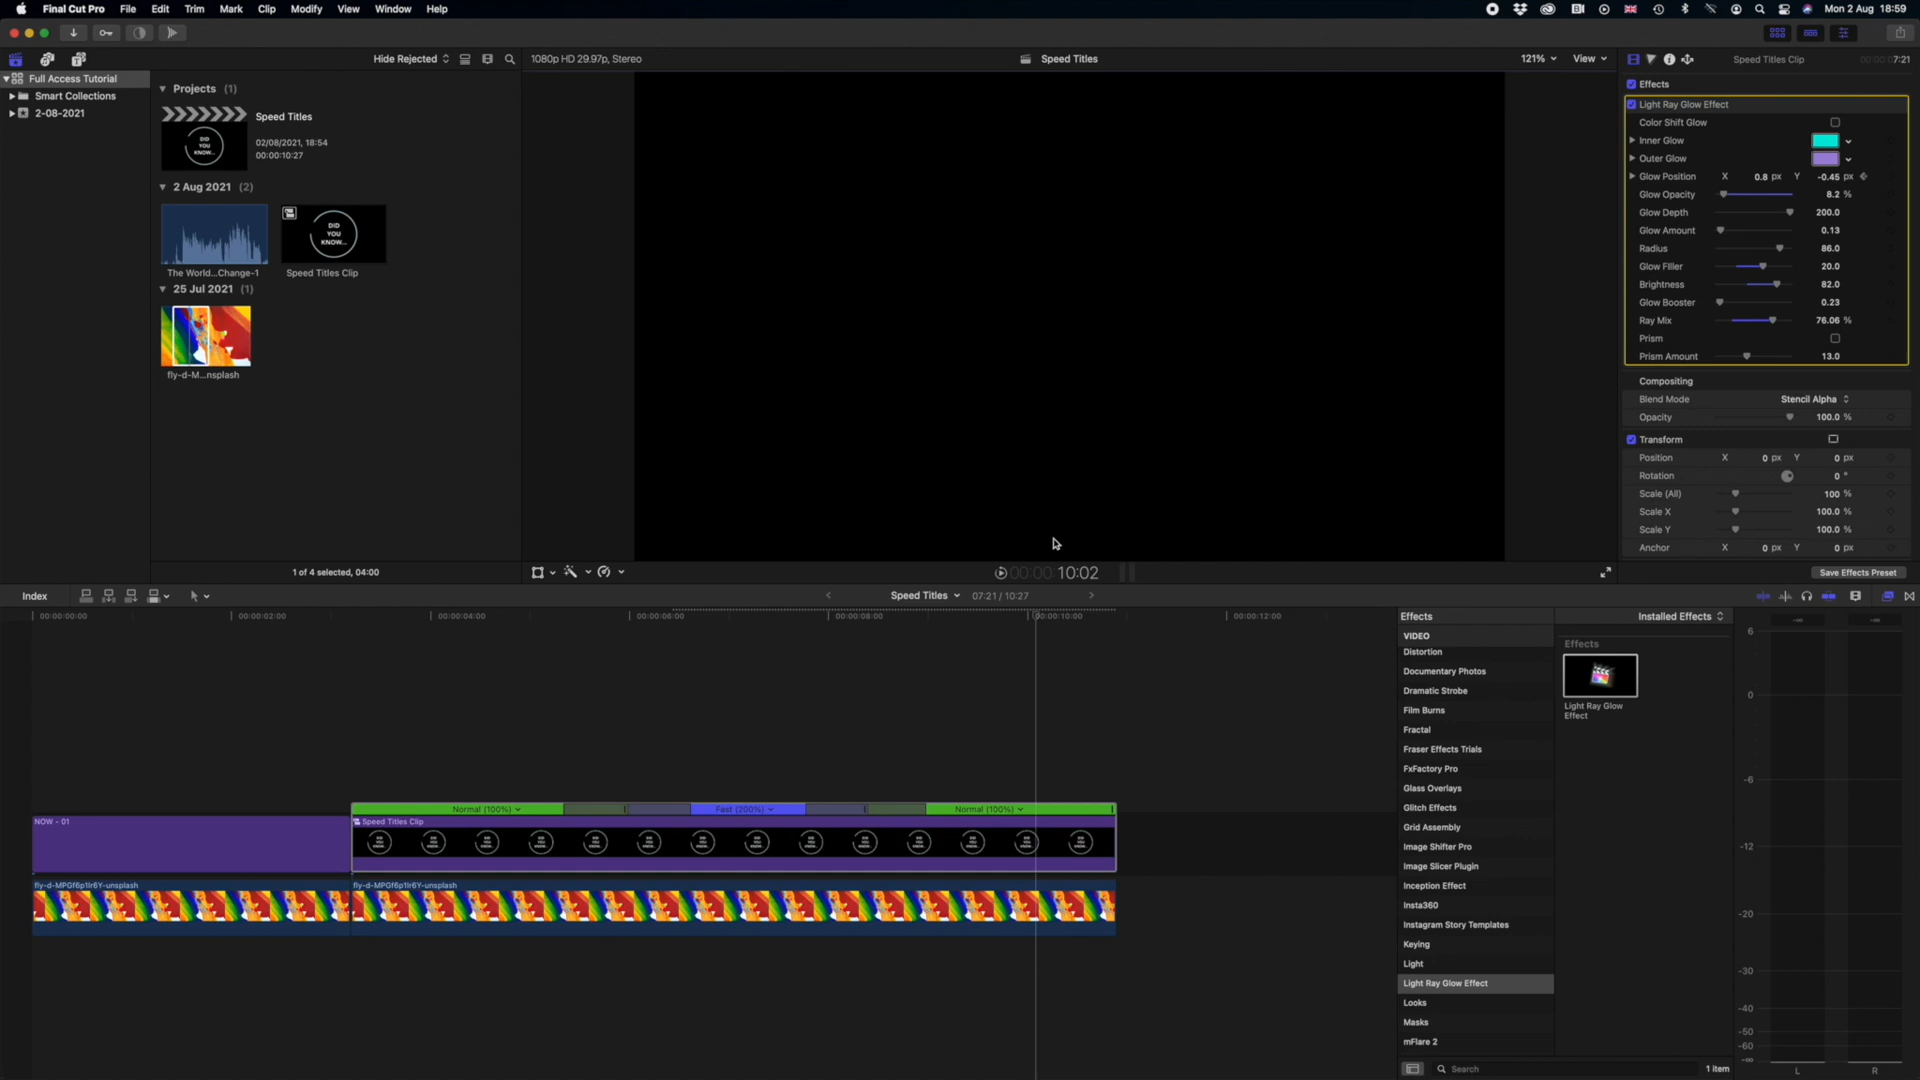 Final Cut Pro File Edit Trim Mark Clip Modify View Window Help
Mon 2 Aug 18:59
Hide Rejected
1080p HD 29.97p, Stereo
Speed Titles
121%
View
Speed Titles Clip
7:21
Full Access Tutorial
Smart Collections
2-08-2021
Projects (1)
Speed Titles
02/08/2021, 18:54
00:00:10:27
DID
YOU
KNOW...
2 Aug 2021 (2)
DID
YOU
KNOW...
The World...Change-1
Speed Titles Clip
25 Jul 2021 (1)
fly-d-M...nsplash
1 of 4 selected, 04:00
00:00:10:02
Effects
Light Ray Glow Effect
Color Shift Glow
Inner Glow
Outer Glow
Glow Position X 0.8 px Y -0.45 px
Glow Opacity 8.2 %
Glow Depth 200.0
Glow Amount 0.13
Radius 86.0
Glow Filler 20.0
Brightness 82.0
Glow Booster 0.23
Ray Mix 76.06 %
Prism
Prism Amount 13.0
Compositing
Blend Mode Stencil Alpha
Opacity 100.0 %
Transform
Position X 0 px Y 0 px
Rotation 0 °
Scale (All) 100 %
Scale X 100.0 %
Scale Y 100.0 %
Anchor X 0 px Y 0 px
Save Effects Preset
Index
Speed Titles
07:21 / 10:27
00:00:00:00 00:00:02:00 00:00:04:00 00:00:06:00 00:00:08:00 00:00:10:00 00:00:12:00
Normal (100%) Fast (200%) Normal (100%)
NOW - 01
Speed Titles Clip
fly-d-MPGf6p1lr6Y-unsplash
fly-d-MPGf6p1lr6Y-unsplash
Effects
Installed Effects
VIDEO
Distortion
Documentary Photos
Dramatic Strobe
Film Burns
Fractal
Fraser Effects Trials
FxFactory Pro
Glass Overlays
Glitch Effects
Grid Assembly
Image Shifter Pro
Image Slicer Plugin
Inception Effect
Insta360
Instagram Story Templates
Keying
Light
Light Ray Glow Effect
Looks
Masks
mFlare 2
Effects
Light Ray Glow
Effect
Search
1 item
6
0
-6
-12
-20
-30
-40
-50
-60
-∞
L R